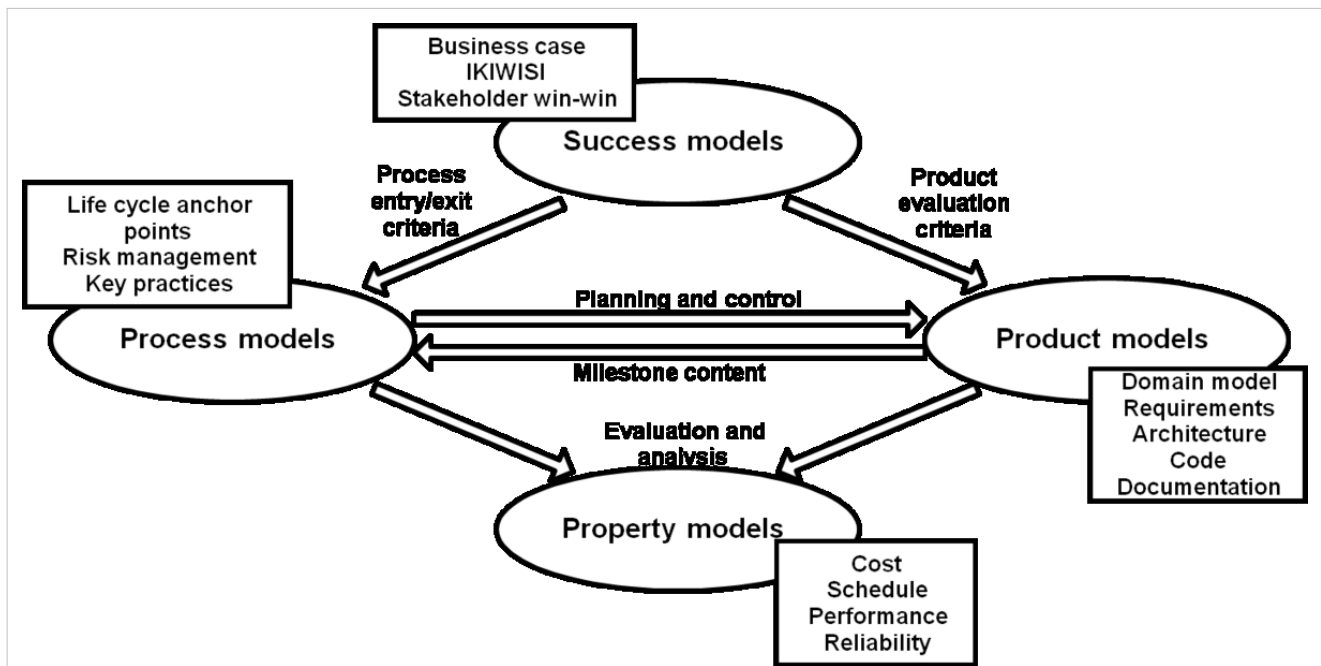 Business case
IKIWISI
Stakeholder win-win
Success models
Process
entry/exit
criteria
Product
evaluation
criteria
Life cycle anchor
points
Risk management
Key practices
Process models
Planning and control
Milestone content
Product models
Domain model
Requirements
Architecture
Code
Documentation
Evaluation and
analysis
Property models
Cost
Schedule
Performance
Reliability